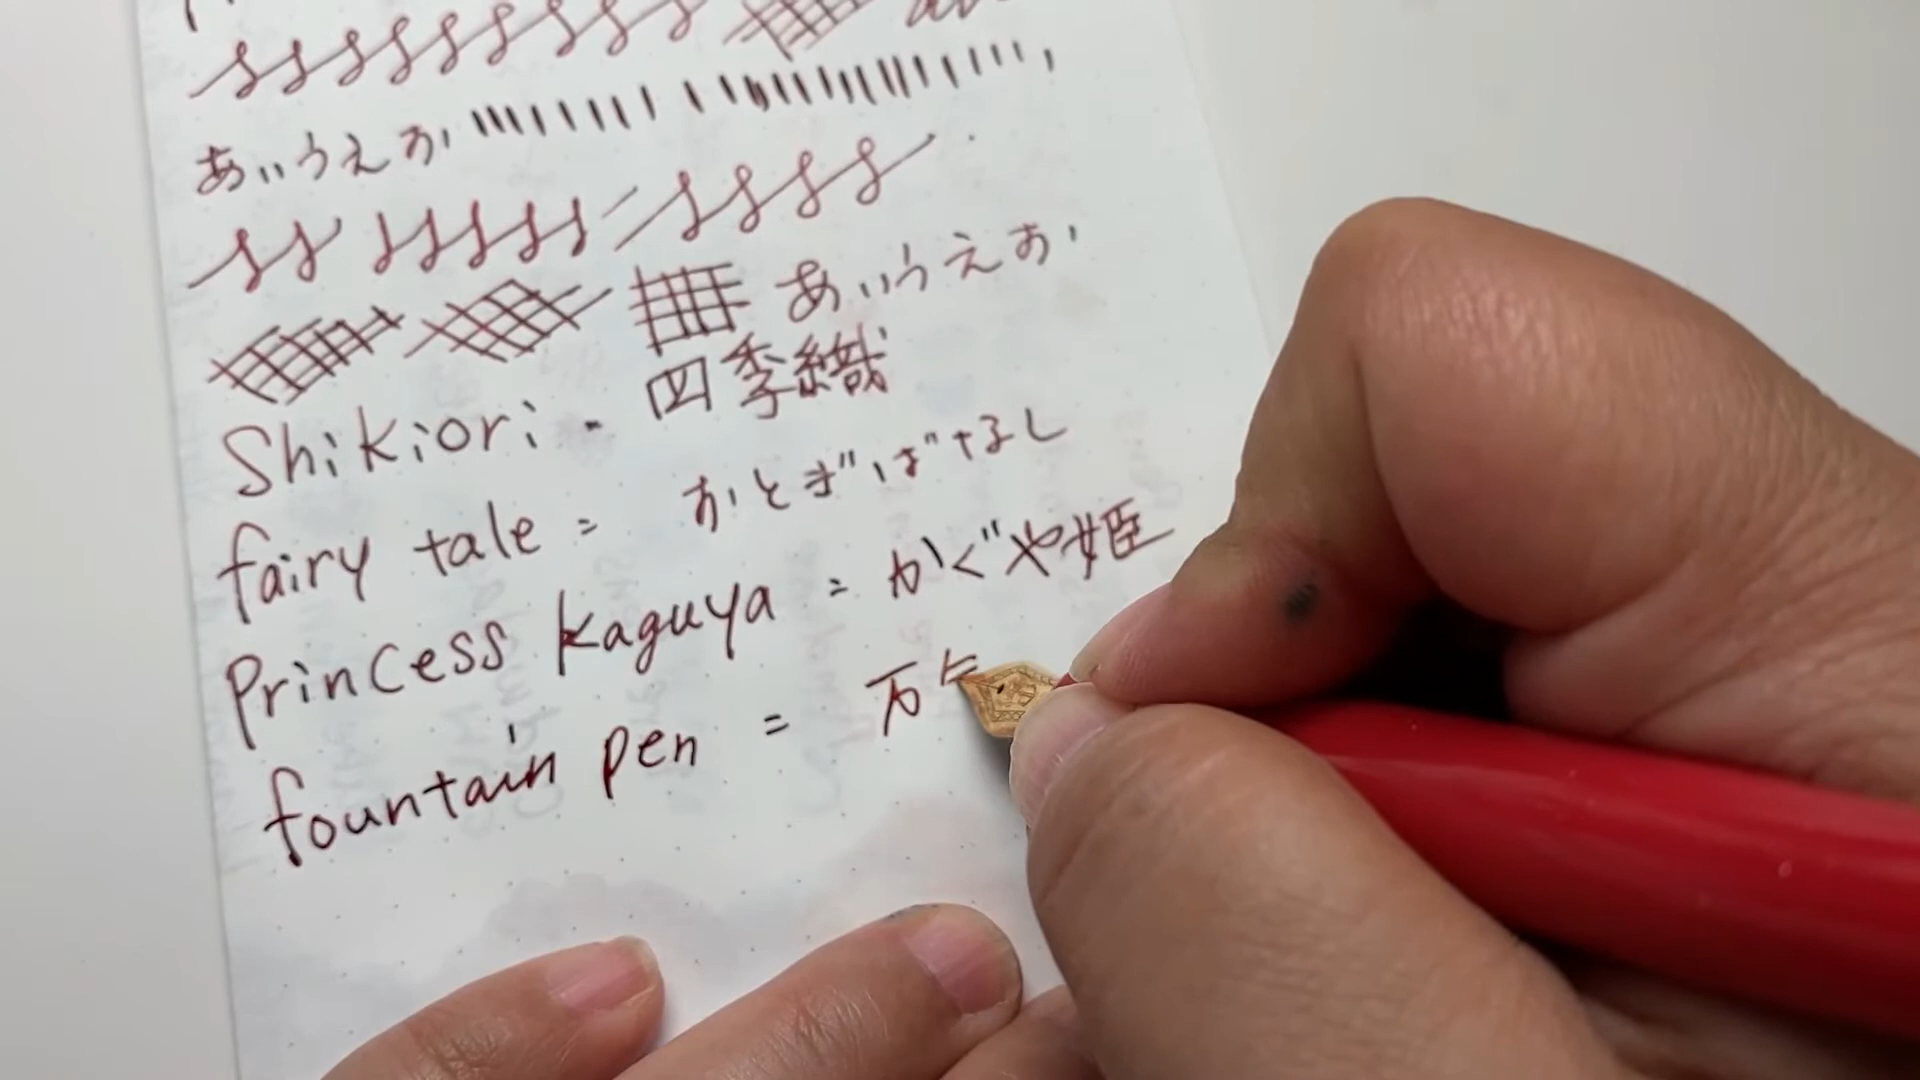 あいうえお
あいうえお
Shikiori - 四季織
fairy tale = おとぎばなし
Princess Kaguya = かぐや姫
fountain pen = 万